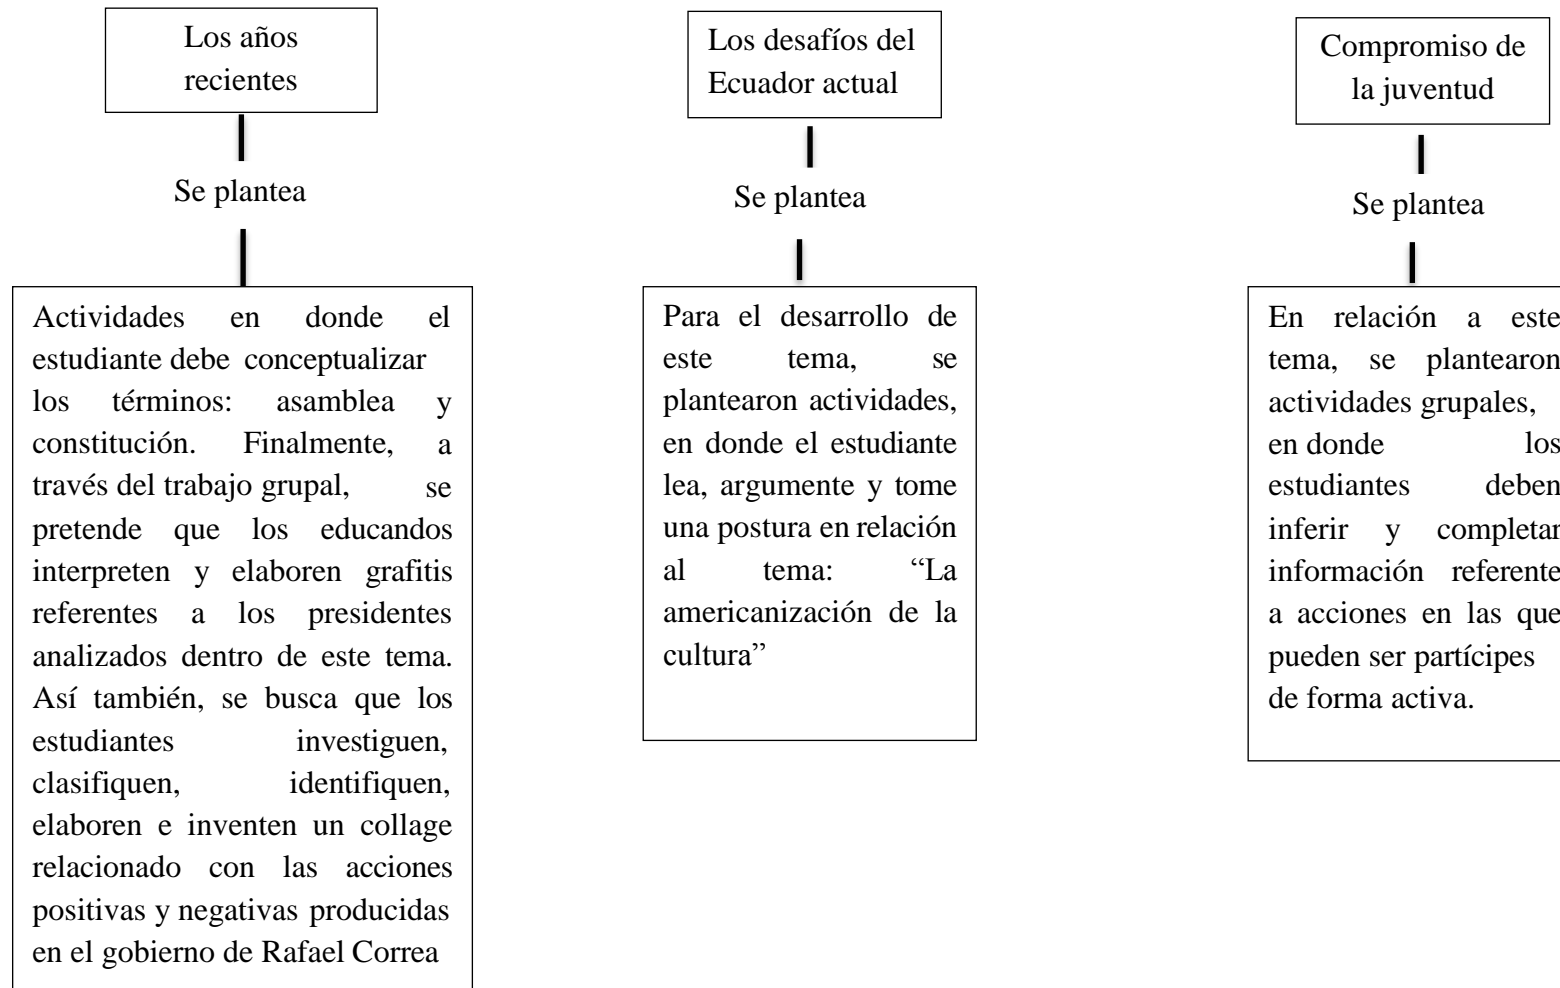 Los años
recientes
Se plantea
Actividades en donde el
estudiante debe conceptualizar
los términos: asamblea y
constitución. Finalmente, a
través del trabajo grupal, se
pretende que los educandos
interpreten y elaboren grafitis
referentes a los presidentes
analizados dentro de este tema.
Así también, se busca que los
estudiantes investiguen,
clasifiquen, identifiquen,
elaboren e inventen un collage
relacionado con las acciones
positivas y negativas producidas
en el gobierno de Rafael Correa
Los desafíos del
Ecuador actual
Se plantea
Para el desarrollo de
este tema, se
plantearon actividades,
en donde el estudiante
lea, argumente y tome
una postura en relación
al tema: “La
americanización de la
cultura”
Compromiso de
la juventud
Se plantea
En relación a este
tema, se plantearon
actividades grupales,
en donde los
estudiantes deben
inferir y completar
información referente
a acciones en las que
pueden ser partícipes
de forma activa.